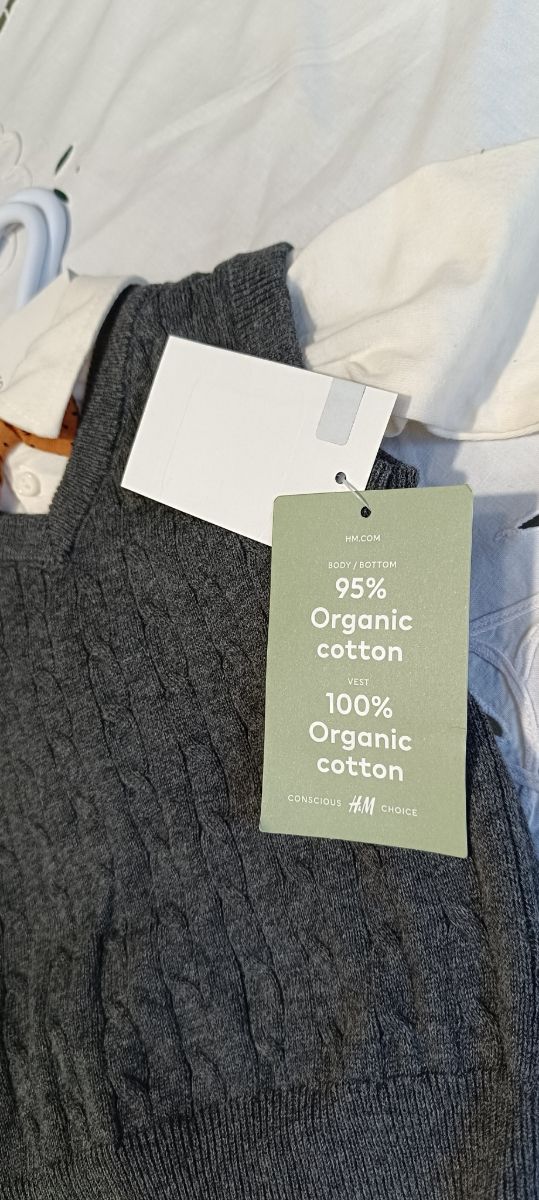 HM.COM
BODY / BOTTOM
95%
Organic
cotton
VEST
100%
Organic
cotton
CONSCIOUS H&M CHOICE